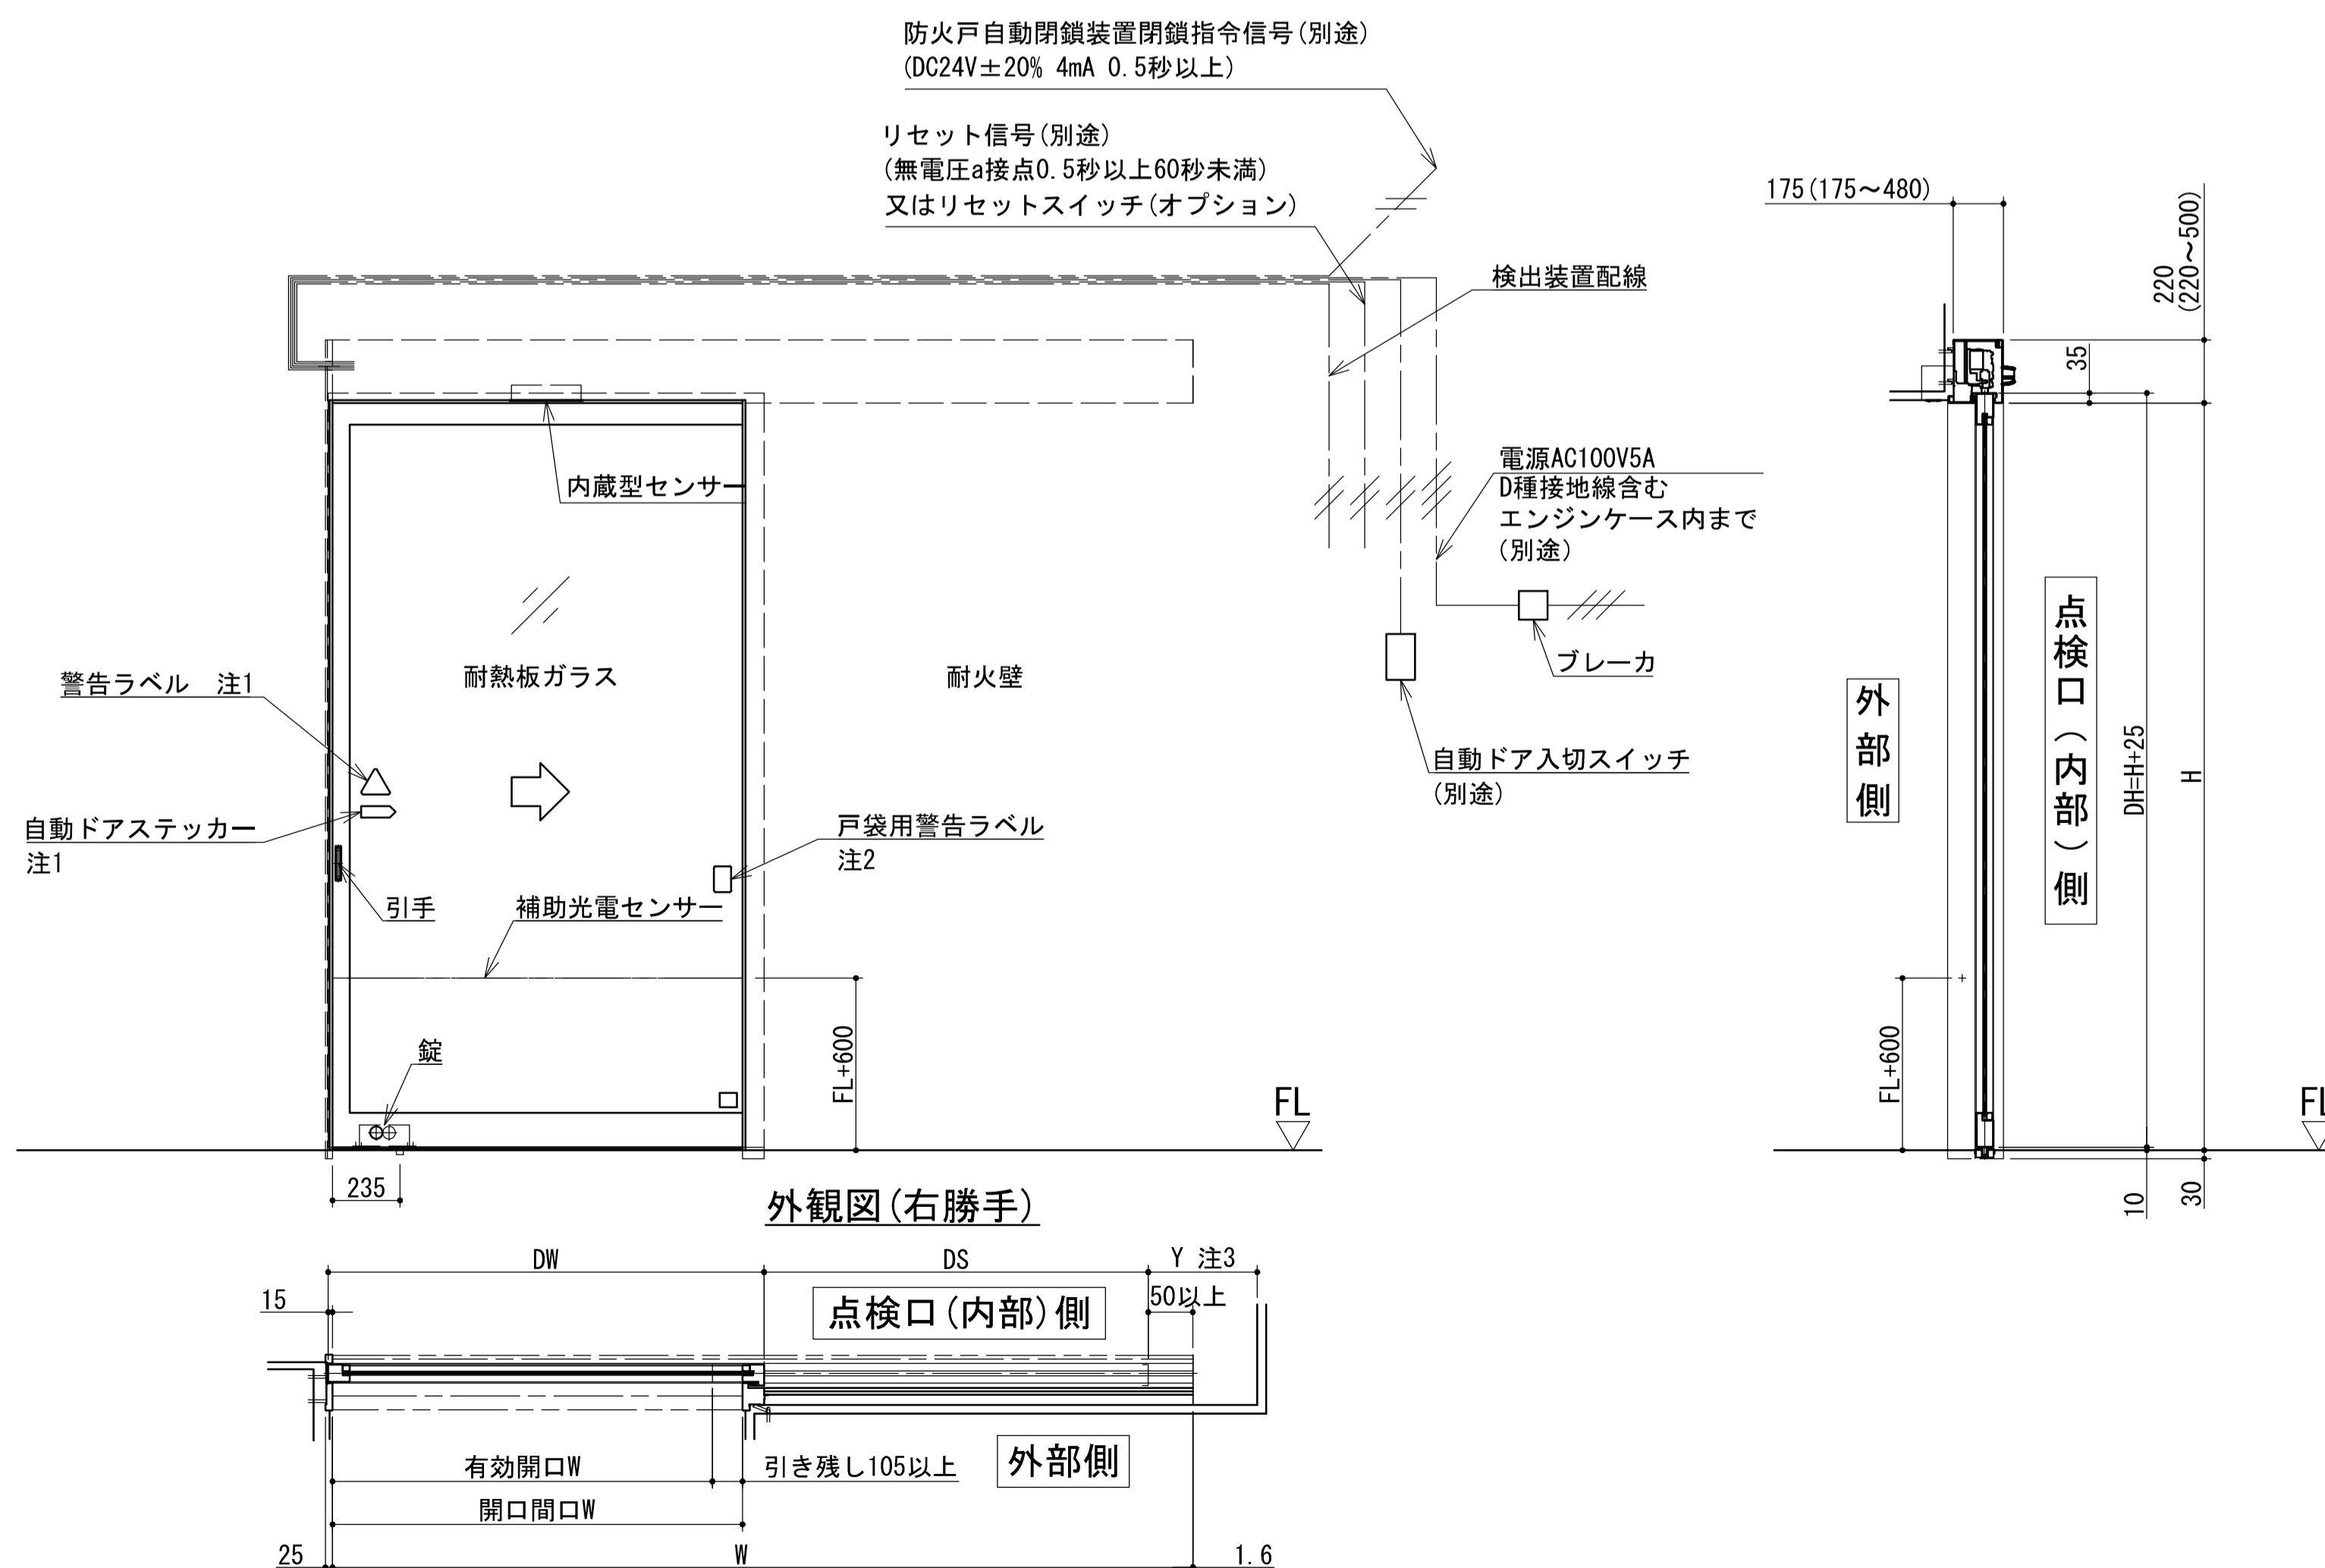 防火戸自動閉鎖装置閉鎖指令信号(別途)
(DC24V±20% 4mA 0.5秒以上)
リセット信号(別途)
(無電圧a接点0.5秒以上60秒未満)
又はリセットスイッチ(オプション)
検出装置配線
内蔵型センサー
電源AC100V5A
D種接地線含む
エンジンケース内まで
(別途)
ブレーカ
自動ドア入切スイッチ
(別途)
耐熱板ガラス
耐火壁
警告ラベル 注1
自動ドアステッカー
注1
戸袋用警告ラベル
注2
引手
補助光電センサー
錠
FL+600
FL
235
外観図(右勝手)
175(175～480)
220
(220～500)
35
外部側
点検口(内部)側
DH=H+25
H
FL+600
FL
10
30
DW
DS
Y 注3
15
点検口(内部)側
50以上
有効開口W
引き残し105以上
外部側
開口間口W
25
W
1.6